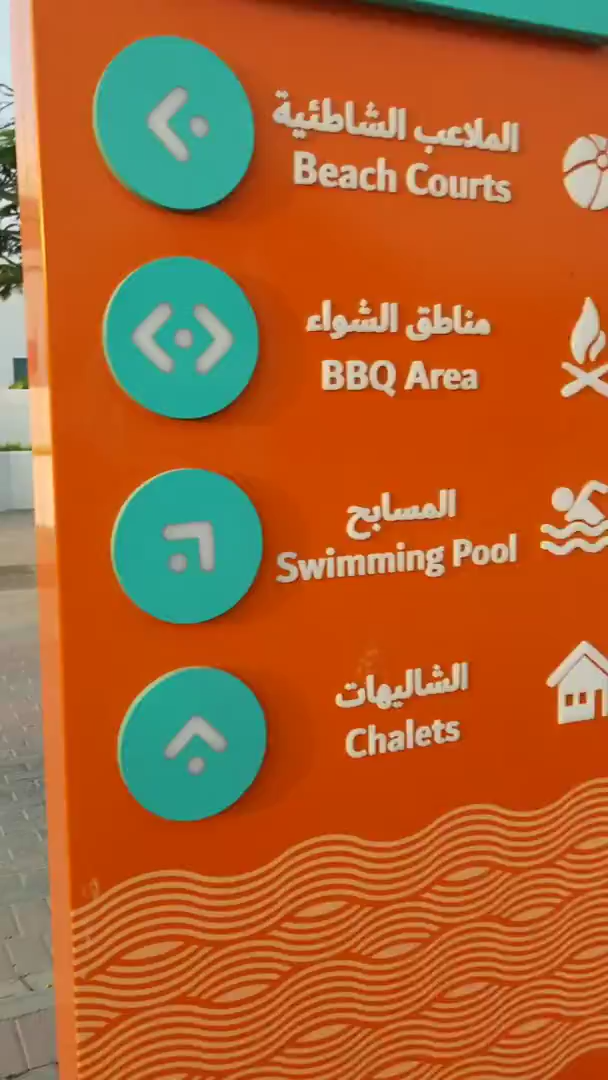 الملاعب الشاطئية
Beach Courts
مناطق الشواء
BBQ Area
المسابح
Swimming Pool
الشاليهات
Chalets